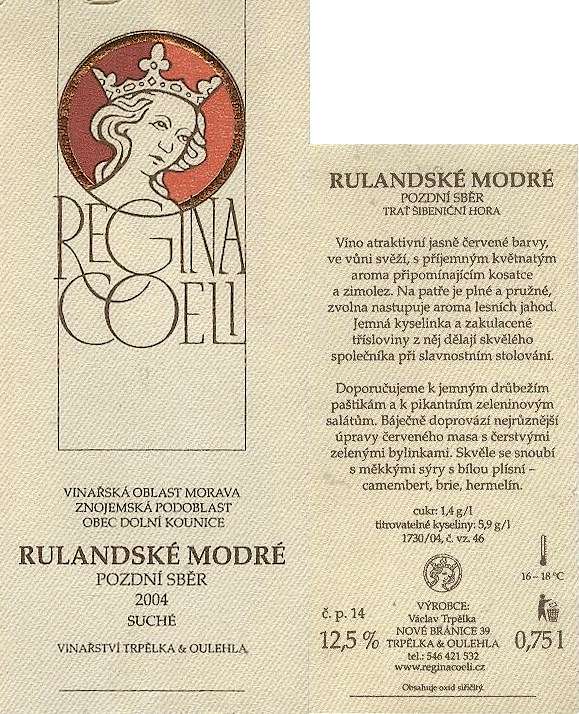 REGINA
COELI
VINAŘSKÁ OBLAST MORAVA
ZNOJEMSKÁ PODOBLAST
OBEC DOLNÍ KOUNICE
RULANDSKÉ MODRÉ
POZDNÍ SBĚR
2004
SUCHÉ
VINAŘSTVÍ TRPĚLKA & OULEHLA
RULANDSKÉ MODRÉ
POZDNÍ SBĚR
TRAŤ ŠIBENIČNÍ HORA
Víno atraktivní jasně červené barvy,
ve vůni svěží, s příjemným květnatým
aroma připomínajícím kosatce
a zimolez. Na patře je plné a pružné,
zvolna nastupuje aroma lesních jahod.
Jemná kyselinka a zakulacené
třísloviny z něj dělají skvělého
společníka při slavnostním stolování.
Doporučujeme k jemným drůbežím
paštikám a k pikantním zeleninovým
salátům. Báječně doprovází nejrůznější
úpravy červeného masa s čerstvými
zelenými bylinkami. Skvěle se snoubí
s měkkými sýry s bílou plísní –
camembert, brie, hermelín.
cukr: 1,4 g/l
titrovatelné kyseliny: 5,9 g/l
1730/04, č. vz. 46
16 – 18 °C
č. p. 14
12,5 %
VÝROBCE:
Václav Trpělka
NOVÉ BRÁNICE 39
TRPĚLKA & OULEHLA
tel.: 546 421 532
www.reginacoeli.cz
0,75 l
Obsahuje oxid siřičitý.